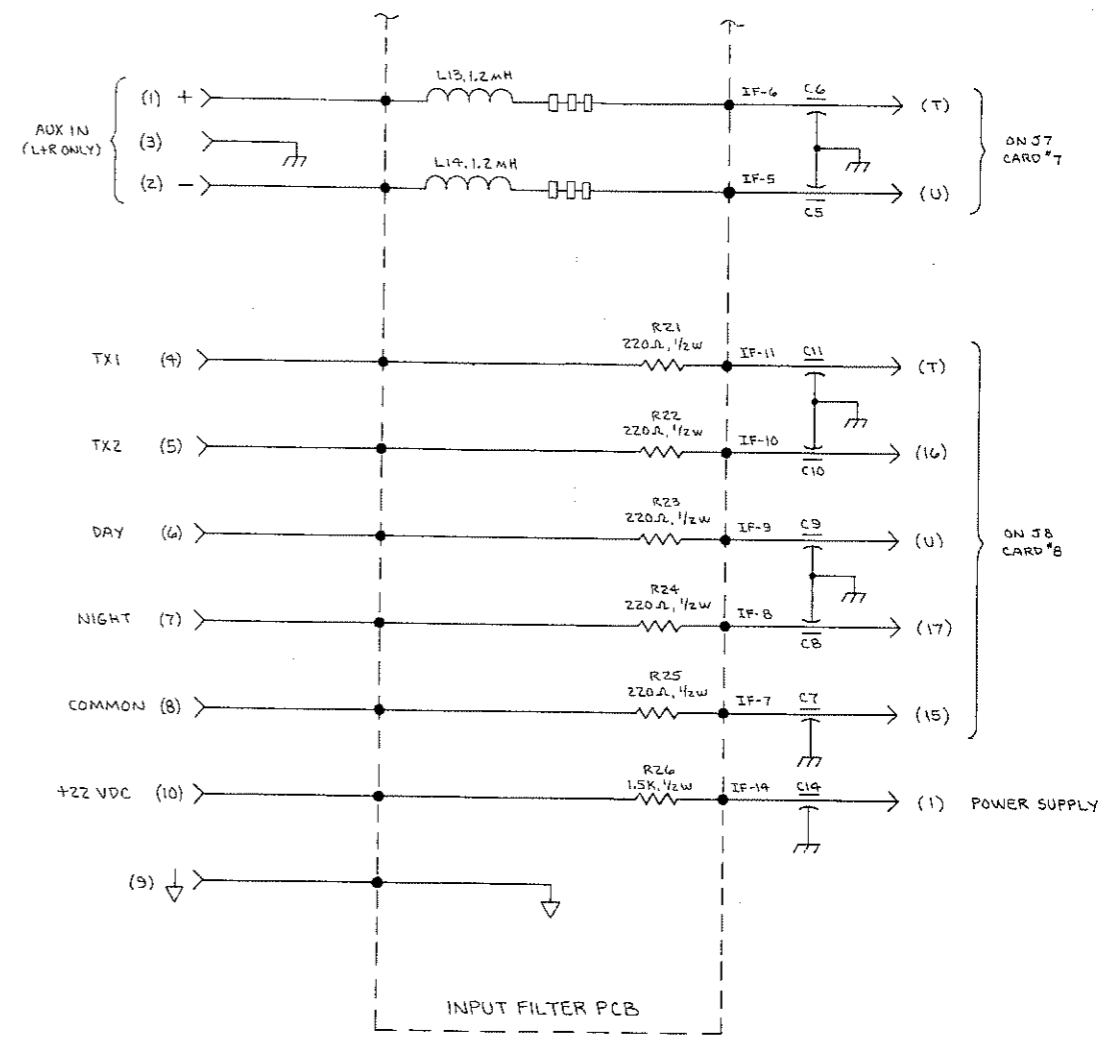 L13, 1.2 MH
(1) +
IF-6
C6
(T)
AUX IN
(L+R ONLY)
(3)
ON J7
CARD #7
L14, 1.2 MH
(2) -
IF-5
C5
(U)
R21
220Ω, 1/2W
TX1 (4)
IF-11
C11
(T)
R22
220Ω, 1/2W
TX2 (5)
IF-10
C10
(16)
R23
220Ω, 1/2W
DAY (6)
IF-9
C9
(U)
ON J8
CARD #8
R24
220Ω, 1/2W
NIGHT (7)
IF-8
C8
(17)
R25
220Ω, 1/2W
COMMON (8)
IF-7
C7
(15)
R26
1.5K, 1/2W
+22 VDC (10)
IF-14
C14
(1) POWER SUPPLY
(9)
INPUT FILTER PCB